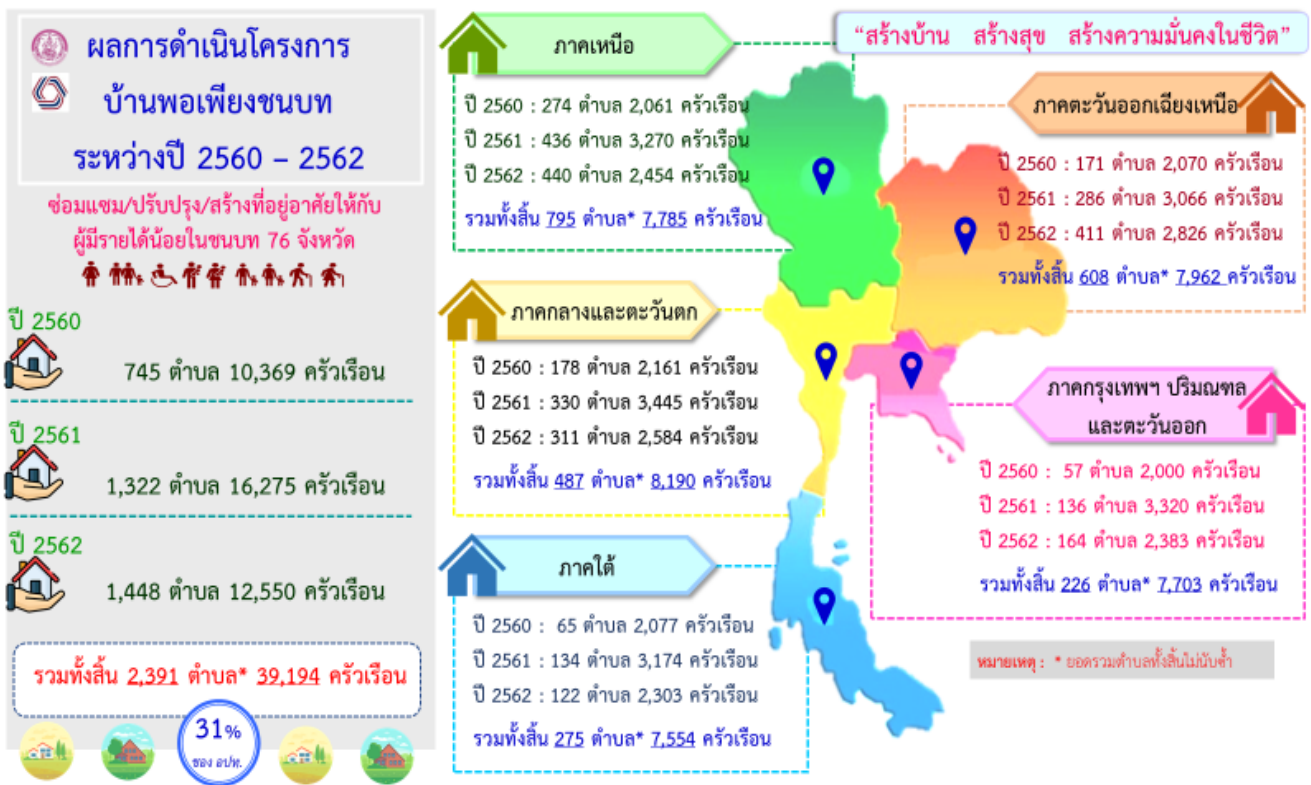 ผลการดำเนินโครงการ
บ้านพอเพียงชนบท
ระหว่างปี 2560 – 2562
ซ่อมแซม/ปรับปรุง/สร้างที่อยู่อาศัยให้กับ
ผู้มีรายได้น้อยในชนบท 76 จังหวัด
ปี 2560
745 ตำบล 10,369 ครัวเรือน
ปี 2561
1,322 ตำบล 16,275 ครัวเรือน
ปี 2562
1,448 ตำบล 12,550 ครัวเรือน
รวมทั้งสิ้น 2,391 ตำบล* 39,194 ครัวเรือน
31%
ของ อปท.
ภาคเหนือ
ปี 2560 : 274 ตำบล 2,061 ครัวเรือน
ปี 2561 : 436 ตำบล 3,270 ครัวเรือน
ปี 2562 : 440 ตำบล 2,454 ครัวเรือน
รวมทั้งสิ้น 795 ตำบล* 7,785 ครัวเรือน
ภาคกลางและตะวันตก
ปี 2560 : 178 ตำบล 2,161 ครัวเรือน
ปี 2561 : 330 ตำบล 3,445 ครัวเรือน
ปี 2562 : 311 ตำบล 2,584 ครัวเรือน
รวมทั้งสิ้น 487 ตำบล* 8,190 ครัวเรือน
ภาคใต้
ปี 2560 : 65 ตำบล 2,077 ครัวเรือน
ปี 2561 : 134 ตำบล 3,174 ครัวเรือน
ปี 2562 : 122 ตำบล 2,303 ครัวเรือน
รวมทั้งสิ้น 275 ตำบล* 7,554 ครัวเรือน
“สร้างบ้าน สร้างสุข สร้างความมั่นคงในชีวิต”
ภาคตะวันออกเฉียงเหนือ
ปี 2560 : 171 ตำบล 2,070 ครัวเรือน
ปี 2561 : 286 ตำบล 3,066 ครัวเรือน
ปี 2562 : 411 ตำบล 2,826 ครัวเรือน
รวมทั้งสิ้น 608 ตำบล* 7,962 ครัวเรือน
ภาคกรุงเทพฯ ปริมณฑล
และตะวันออก
ปี 2560 : 57 ตำบล 2,000 ครัวเรือน
ปี 2561 : 136 ตำบล 3,320 ครัวเรือน
ปี 2562 : 164 ตำบล 2,383 ครัวเรือน
รวมทั้งสิ้น 226 ตำบล* 7,703 ครัวเรือน
หมายเหตุ : * ยอดรวมตำบลทั้งสิ้นไม่นับซ้ำ